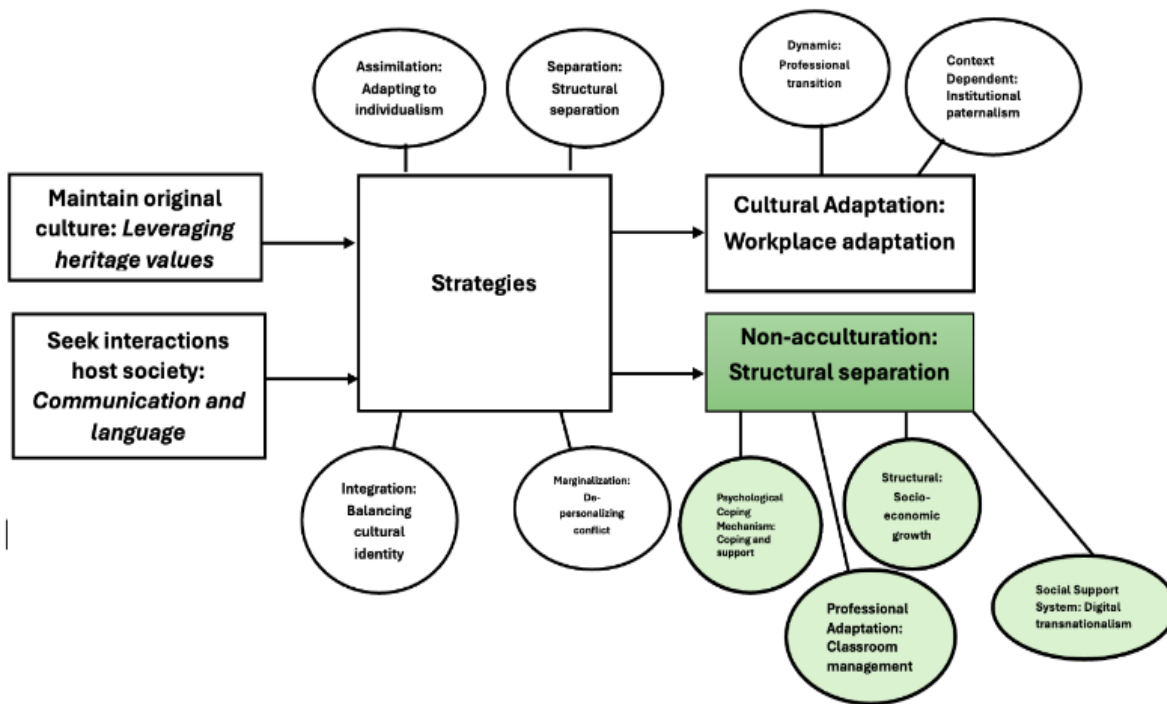 Assimilation:
Adapting to
individualism
Separation:
Structural
separation
Dynamic:
Professional
transition
Context
Dependent:
Institutional
paternalism
Maintain original
culture: Leveraging
heritage values
Seek interactions
host society:
Communication and
language
Strategies
Cultural Adaptation:
Workplace adaptation
Non-acculturation:
Structural separation
Integration:
Balancing
cultural
identity
Marginalization:
De-
personalizing
conflict
Psychological
Coping
Mechanism:
Coping and
support
Structural:
Socio-
economic
growth
Professional
Adaptation:
Classroom
management
Social Support
System: Digital
transnationalism